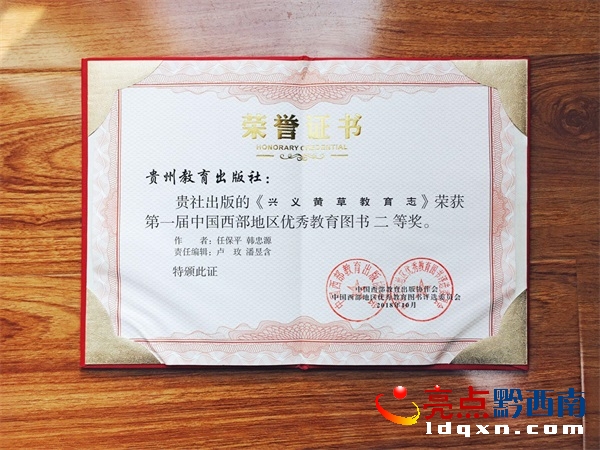 荣誉证书
HONORARY CREDENTIAL
贵州教育出版社：
贵社出版的《兴义黄草教育志》荣获
第一届中国西部地区优秀教育图书二等奖。
作　者：任保平 韩忠源
责任编辑：卢 玫 潘昱含
特颁此证
中国西部教育出版协作会
中国西部地区优秀教育图书评选委员会
2018年10月
亮点黔西南
ldqxn.com